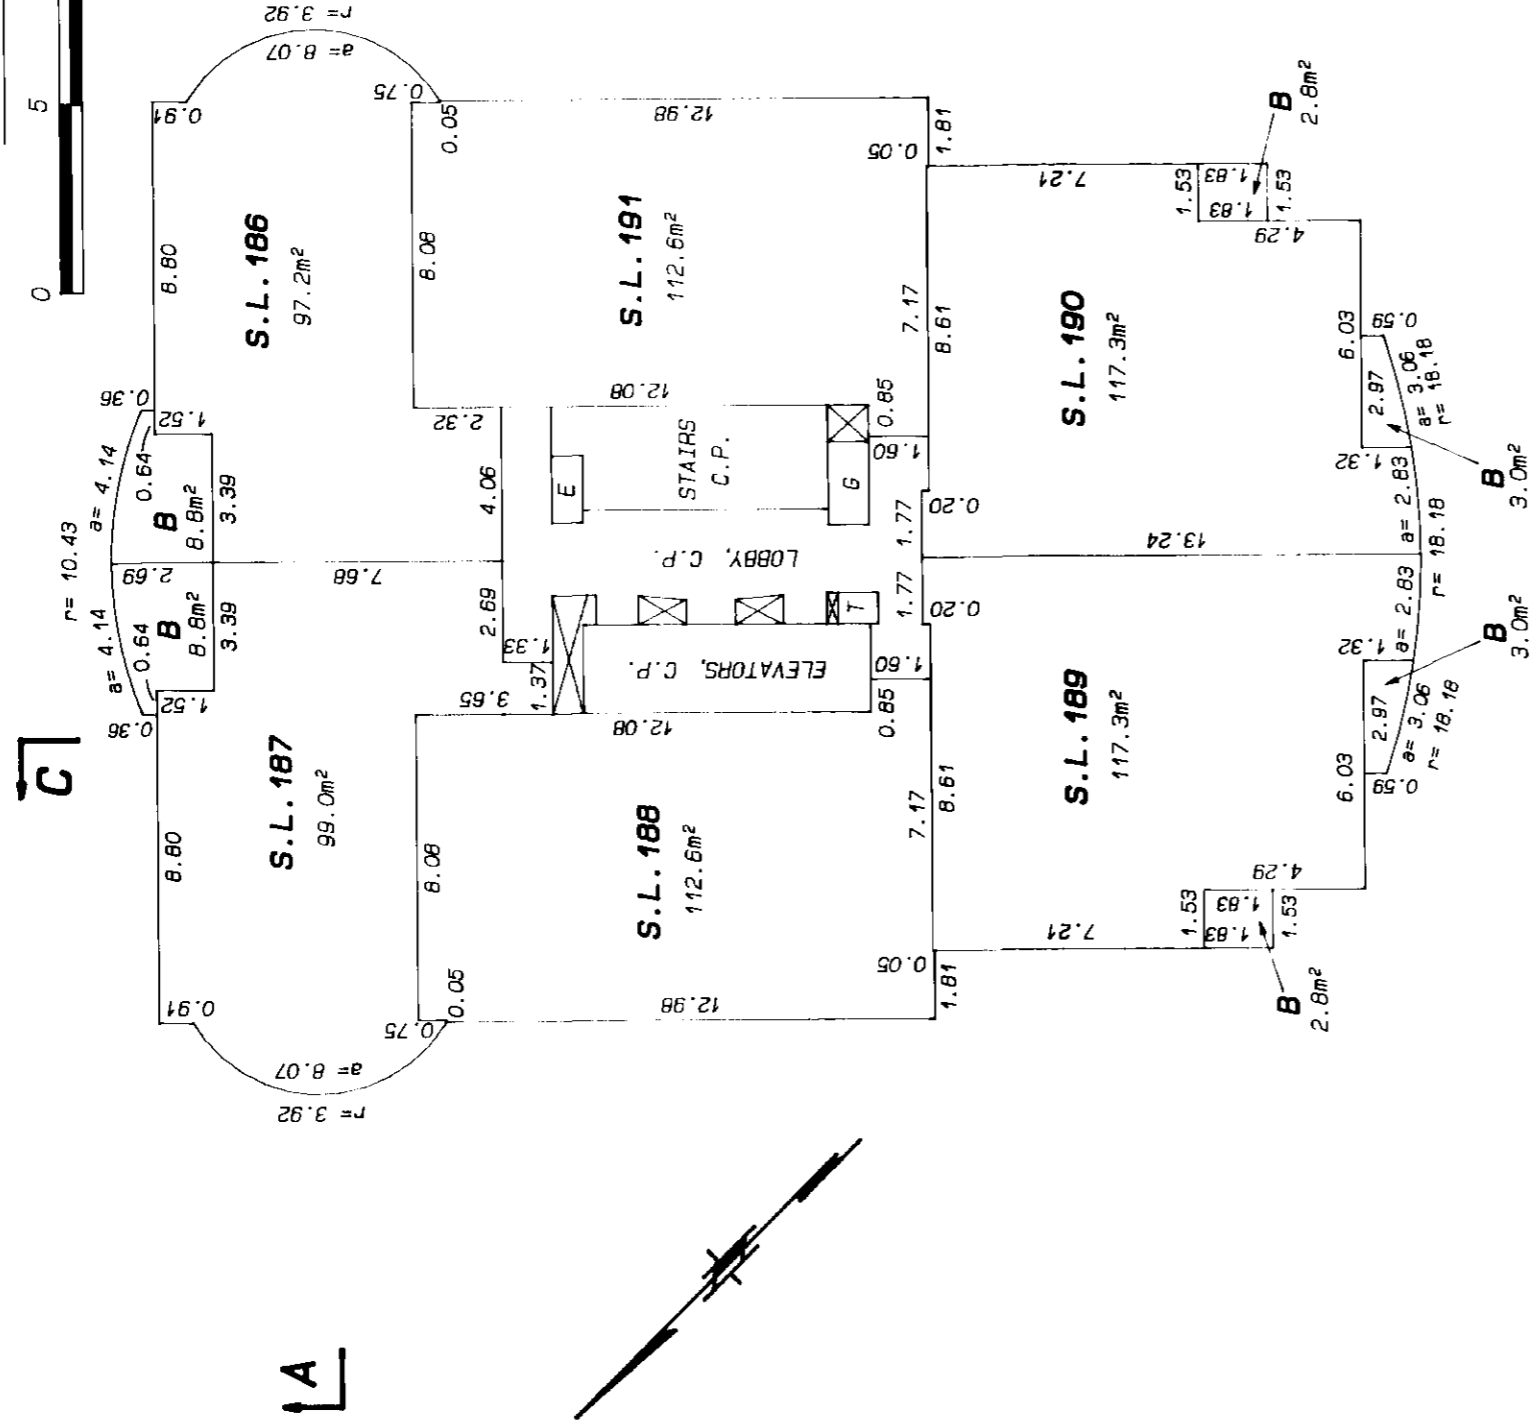 0
5
r= 3.92
a= 8.07
0.91
0.75
0.05
8.80
S.L.186
97.2m²
8.08
0.36
1.52
a= 4.14
0.64
B
8.8m²
3.39
r= 10.43
2.69
7.68
2.32
4.06
a= 4.14
0.64
B
8.8m²
3.39
0.36
1.52
C
2.69
1.33
1.37
3.65
8.80
S.L.187
99.0m²
8.08
0.91
0.75
0.05
a= 8.07
r= 3.92
12.98
S.L.191
112.6m²
12.08
0.05
1.81
7.17
8.61
0.85
1.60
STAIRS
C.P.
E
G
LOBBY, C.P.
T
ELEVATORS, C.P.
12.08
0.20
1.77
1.77
0.20
1.60
0.85
S.L.188
112.6m²
7.17
8.61
12.98
0.05
1.81
7.21
1.53
1.83
1.83
1.53
B
2.8m²
4.29
S.L.190
117.3m²
6.03
0.59
2.97
a= 3.06
r= 18.18
1.32
B
3.0m²
a= 2.83
13.24
r= 18.18
a= 2.83
1.32
B
3.0m²
2.97
a= 3.06
r= 18.18
0.59
6.03
S.L.189
117.3m²
4.29
1.53
1.83
1.83
1.53
7.21
B
2.8m²
A